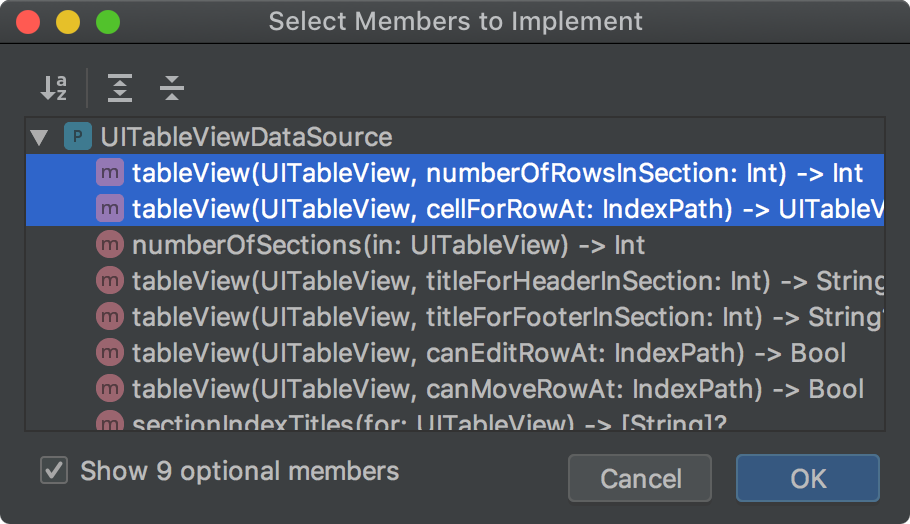 Select Members to Implement
P UITableViewDataSource
m tableView(UITableView, numberOfRowsInSection: Int) -> Int
m tableView(UITableView, cellForRowAt: IndexPath) -> UITableV
m numberOfSections(in: UITableView) -> Int
m tableView(UITableView, titleForHeaderInSection: Int) -> String
m tableView(UITableView, titleForFooterInSection: Int) -> String?
m tableView(UITableView, canEditRowAt: IndexPath) -> Bool
m tableView(UITableView, canMoveRowAt: IndexPath) -> Bool
m sectionIndexTitles(for: UITableView) -> [String]?
Show 9 optional members
Cancel
OK